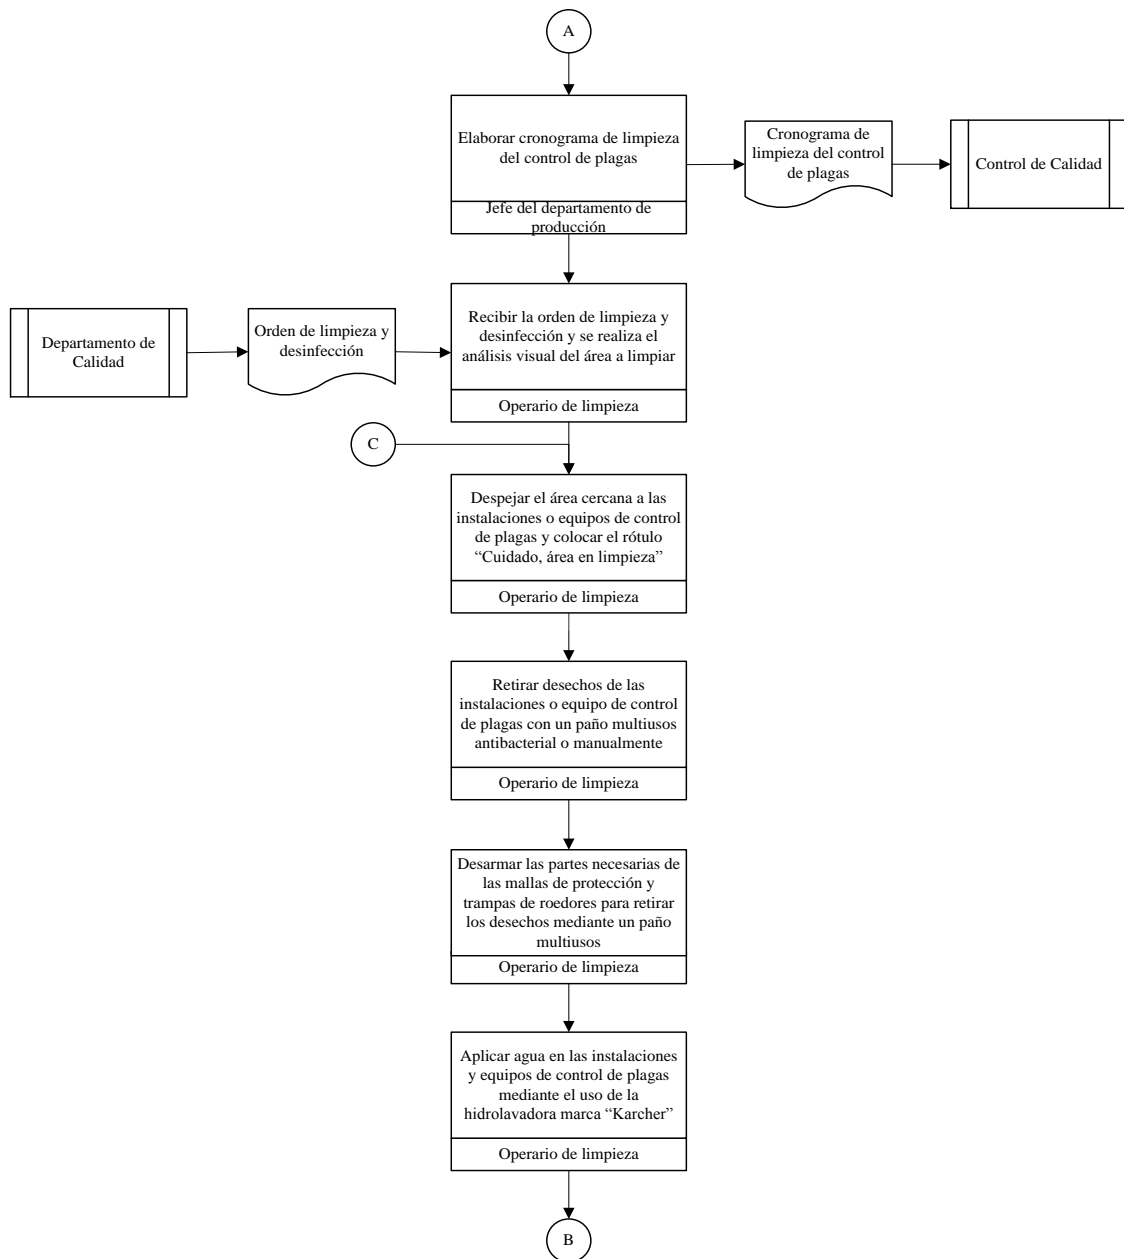 A
Elaborar cronograma de limpieza
del control de plagas
Jefe del departamento de
producción
Cronograma de
limpieza del control
de plagas
Control de Calidad
Departamento de
Calidad
Orden de limpieza y
desinfección
Recibir la orden de limpieza y
desinfección y se realiza el
análisis visual del área a limpiar
Operario de limpieza
C
Despejar el área cercana a las
instalaciones o equipos de control
de plagas y colocar el rótulo
“Cuidado, área en limpieza”
Operario de limpieza
Retirar desechos de las
instalaciones o equipo de control
de plagas con un paño multiusos
antibacterial o manualmente
Operario de limpieza
Desarmar las partes necesarias de
las mallas de protección y
trampas de roedores para retirar
los desechos mediante un paño
multiusos
Operario de limpieza
Aplicar agua en las instalaciones
y equipos de control de plagas
mediante el uso de la
hidrolavadora marca “Karcher”
Operario de limpieza
B